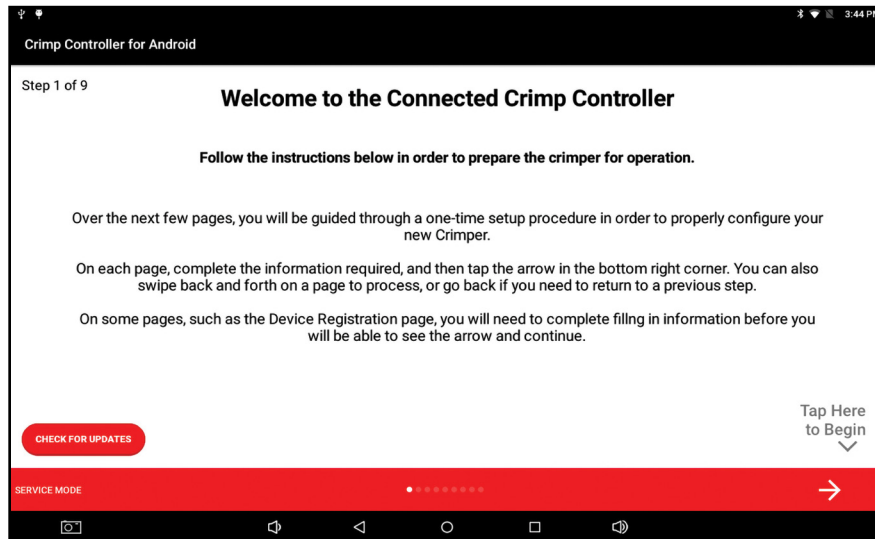 3:44 PM
Crimp Controller for Android
Step 1 of 9
Welcome to the Connected Crimp Controller
Follow the instructions below in order to prepare the crimper for operation.
Over the next few pages, you will be guided through a one-time setup procedure in order to properly configure your
new Crimper.
On each page, complete the information required, and then tap the arrow in the bottom right corner. You can also
swipe back and forth on a page to process, or go back if you need to return to a previous step.
On some pages, such as the Device Registration page, you will need to complete fillng in information before you
will be able to see the arrow and continue.
Tap Here
to Begin
CHECK FOR UPDATES
SERVICE MODE